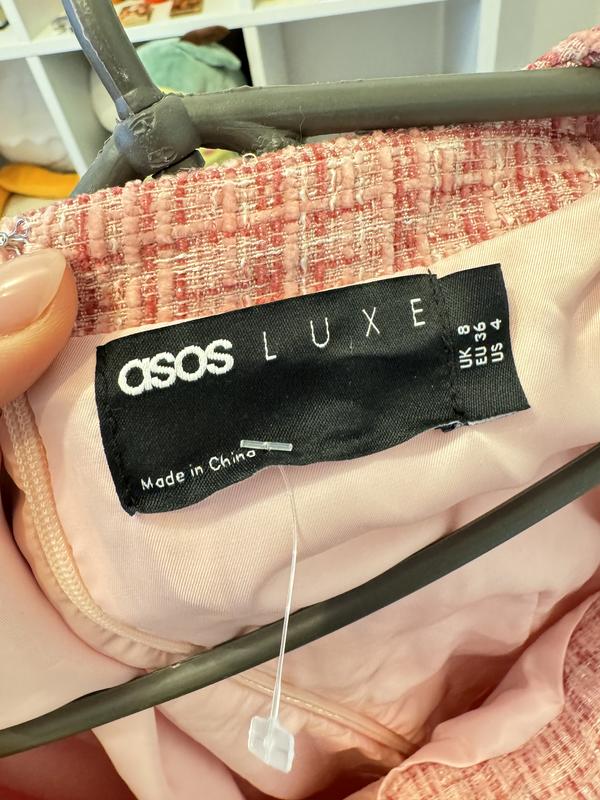 asos LUXE
Made in China
UK 8
EU 36
US 4